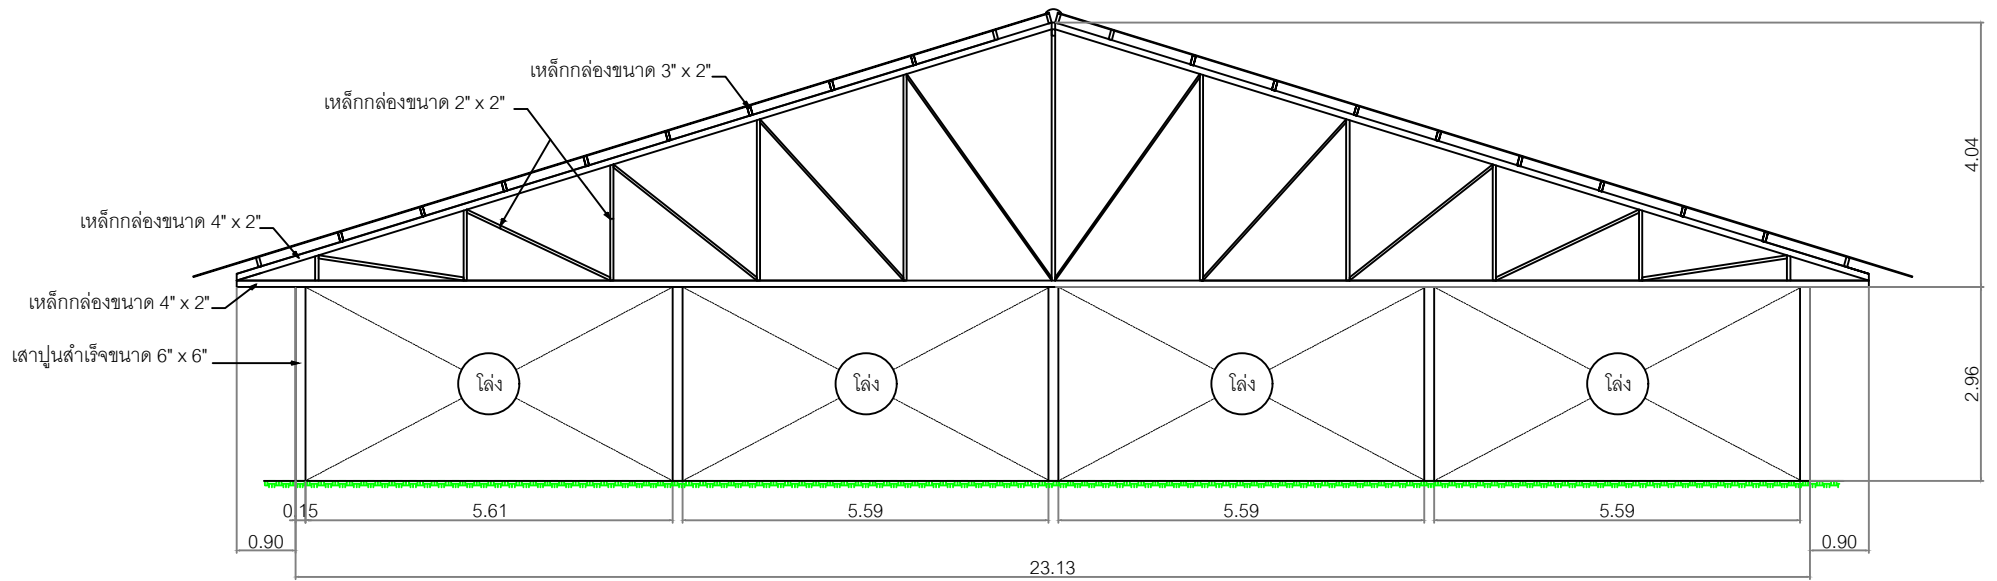 เหล็กกล่องขนาด 3" x 2"
เหล็กกล่องขนาด 2" x 2"
4.04
เหล็กกล่องขนาด 4" x 2"
เหล็กกล่องขนาด 4" x 2"
เสาปูนสำเร็จขนาด 6" x 6"
โล่ง
โล่ง
โล่ง
โล่ง
2.96
0.15
5.61
5.59
5.59
5.59
0.90
0.90
23.13